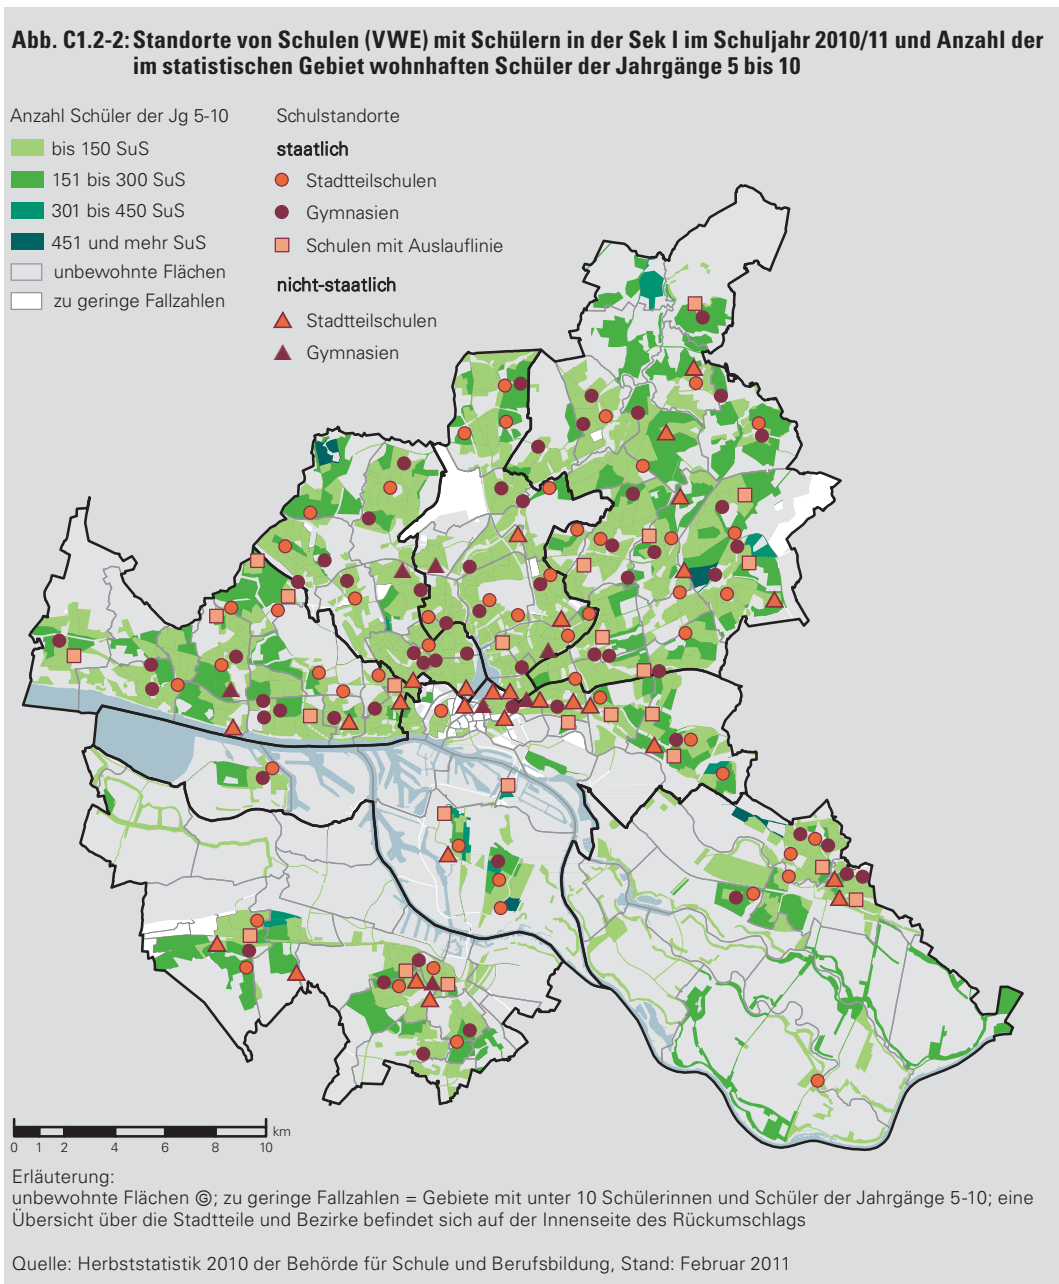 Abb. C1.2-2: Standorte von Schulen (VWE) mit Schülern in der Sek I im Schuljahr 2010/11 und Anzahl der
im statistischen Gebiet wohnhaften Schüler der Jahrgänge 5 bis 10
Anzahl Schüler der Jg 5-10
bis 150 SuS
151 bis 300 SuS
301 bis 450 SuS
451 und mehr SuS
unbewohnte Flächen
zu geringe Fallzahlen
Schulstandorte
staatlich
Stadtteilschulen
Gymnasien
Schulen mit Auslauflinie
nicht-staatlich
Stadtteilschulen
Gymnasien
km
0 1 2 4 6 8 10
Erläuterung:
unbewohnte Flächen ©; zu geringe Fallzahlen = Gebiete mit unter 10 Schülerinnen und Schüler der Jahrgänge 5-10; eine
Übersicht über die Stadtteile und Bezirke befindet sich auf der Innenseite des Rückumschlags
Quelle: Herbststatistik 2010 der Behörde für Schule und Berufsbildung, Stand: Februar 2011